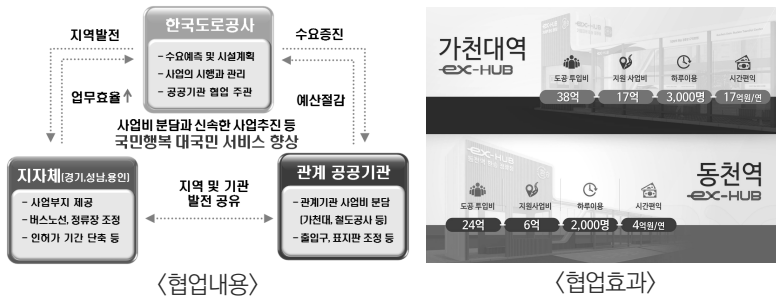 한국도로공사
- 수요예측 및 시설계획
- 사업의 시행과 관리
- 공공기관 협업 주관
지역발전
업무효율
수요증진
예산절감
사업비 분담과 신속한 사업추진 등
국민행복 대국민 서비스 향상
지자체(경기,성남,용인)
- 사업부지 제공
- 버스노선, 정류장 조정
- 인허가 기간 단축 등
지역 및 기관
발전 공유
관계 공공기관
- 관계기관 사업비 분담
(가천대, 철도공사 등)
- 출입구, 표지판 조정 등
〈협업내용〉
가천대역
ex-HUB
도공 투입비 지원 사업비 하루이용 시간편익
38억 17억 3,000명 17억원/연
ex-HUB
동천역
ex-HUB
도공 투입비 지원사업비 하루이용 시간편익
24억 6억 2,000명 4억원/연
〈협업효과〉